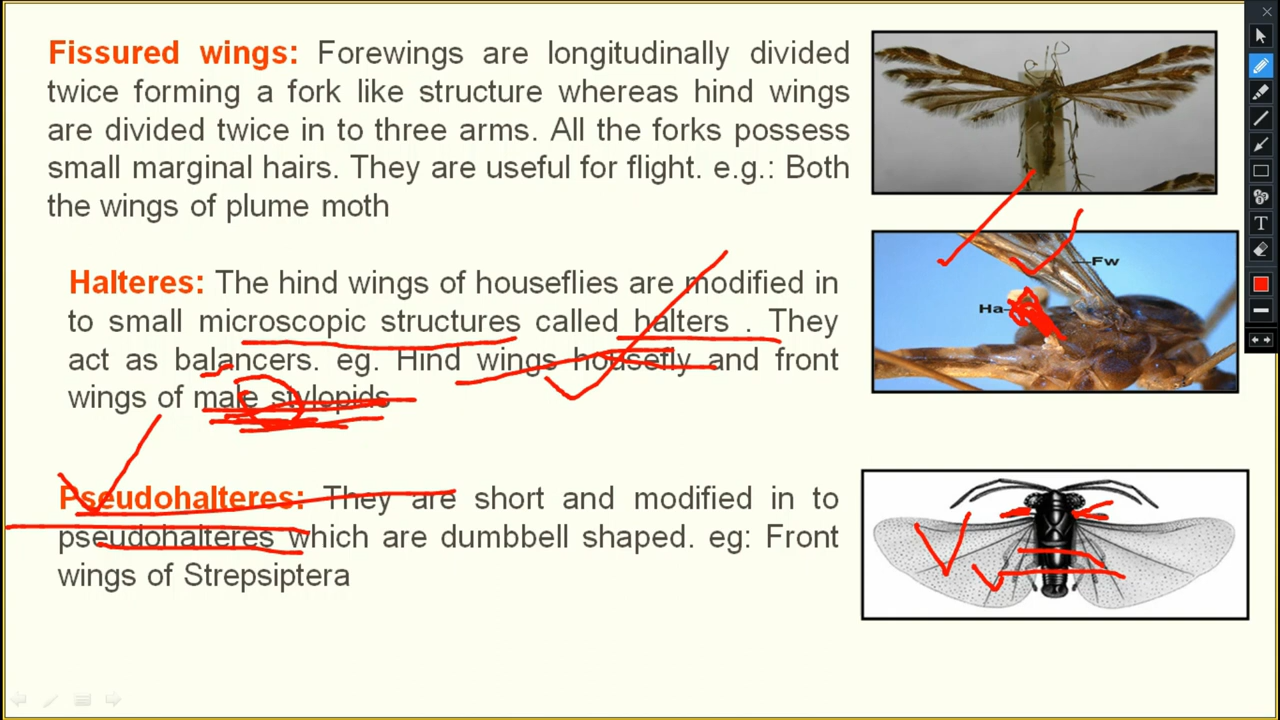 Fissured wings: Forewings are longitudinally divided
twice forming a fork like structure whereas hind wings
are divided twice in to three arms. All the forks possess
small marginal hairs. They are useful for flight. e.g.: Both
the wings of plume moth
Fw
Ha
Halteres: The hind wings of houseflies are modified in
to small microscopic structures called halters . They
act as balancers. eg. Hind wings housefly and front
wings of male stylopids
Pseudohalteres: They are short and modified in to
pseudohalteres which are dumbbell shaped. eg: Front
wings of Strepsiptera
T